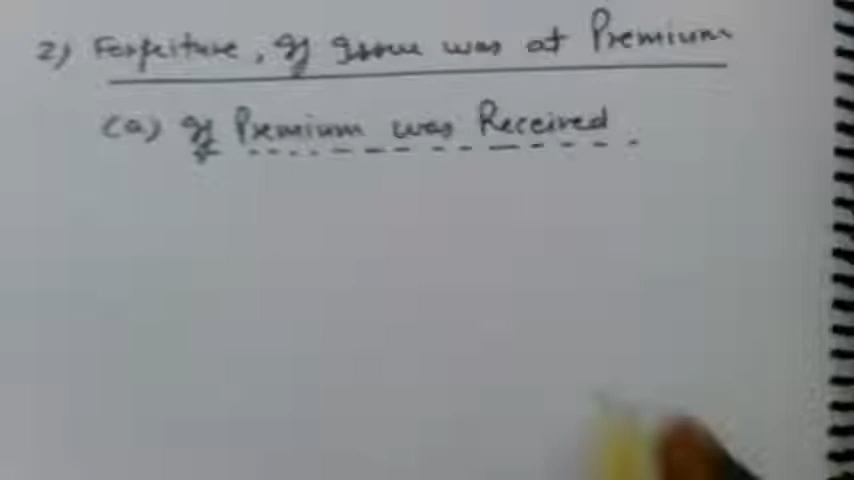 2) Forfeiture, If Issue was at Premium
(a) If Premium was Received.